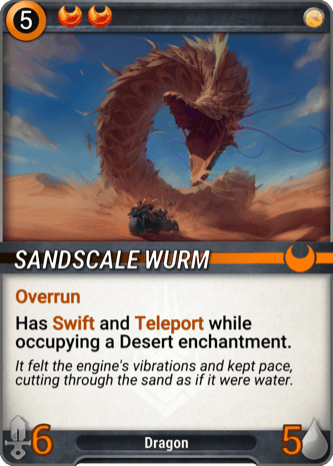 5
SANDSCALE WURM
Overrun
Has Swift and Teleport while
occupying a Desert enchantment.
It felt the engine's vibrations and kept pace,
cutting through the sand as if it were water.
6
Dragon
5